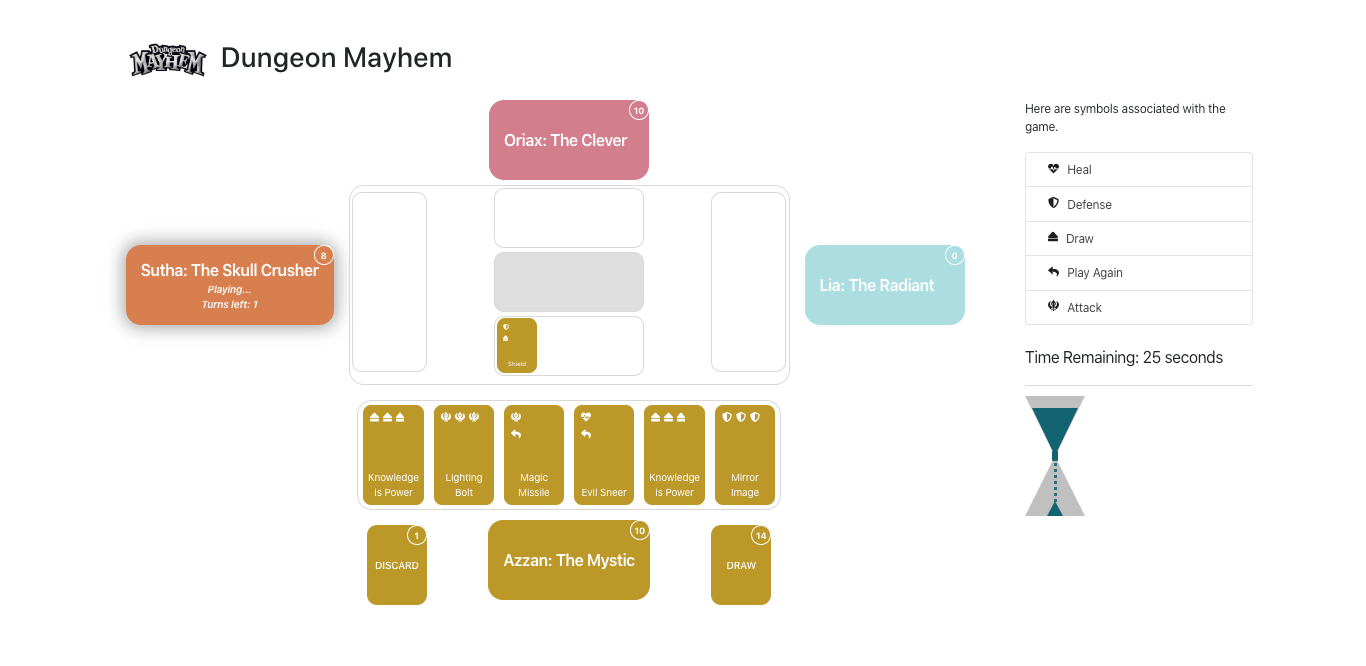 Dungeon MAYHEM
Dungeon Mayhem
10
Oriax: The Clever
8
Sutha: The Skull Crusher
Playing...
Turns left: 1
0
Lia: The Radiant
Shield
Knowledge
is Power
Lighting
Bolt
Magic
Missile
Evil Sneer
Knowledge
is Power
Mirror
Image
1
DISCARD
10
Azzan: The Mystic
14
DRAW
Here are symbols associated with the
game.
Heal
Defense
Draw
Play Again
Attack
Time Remaining: 25 seconds